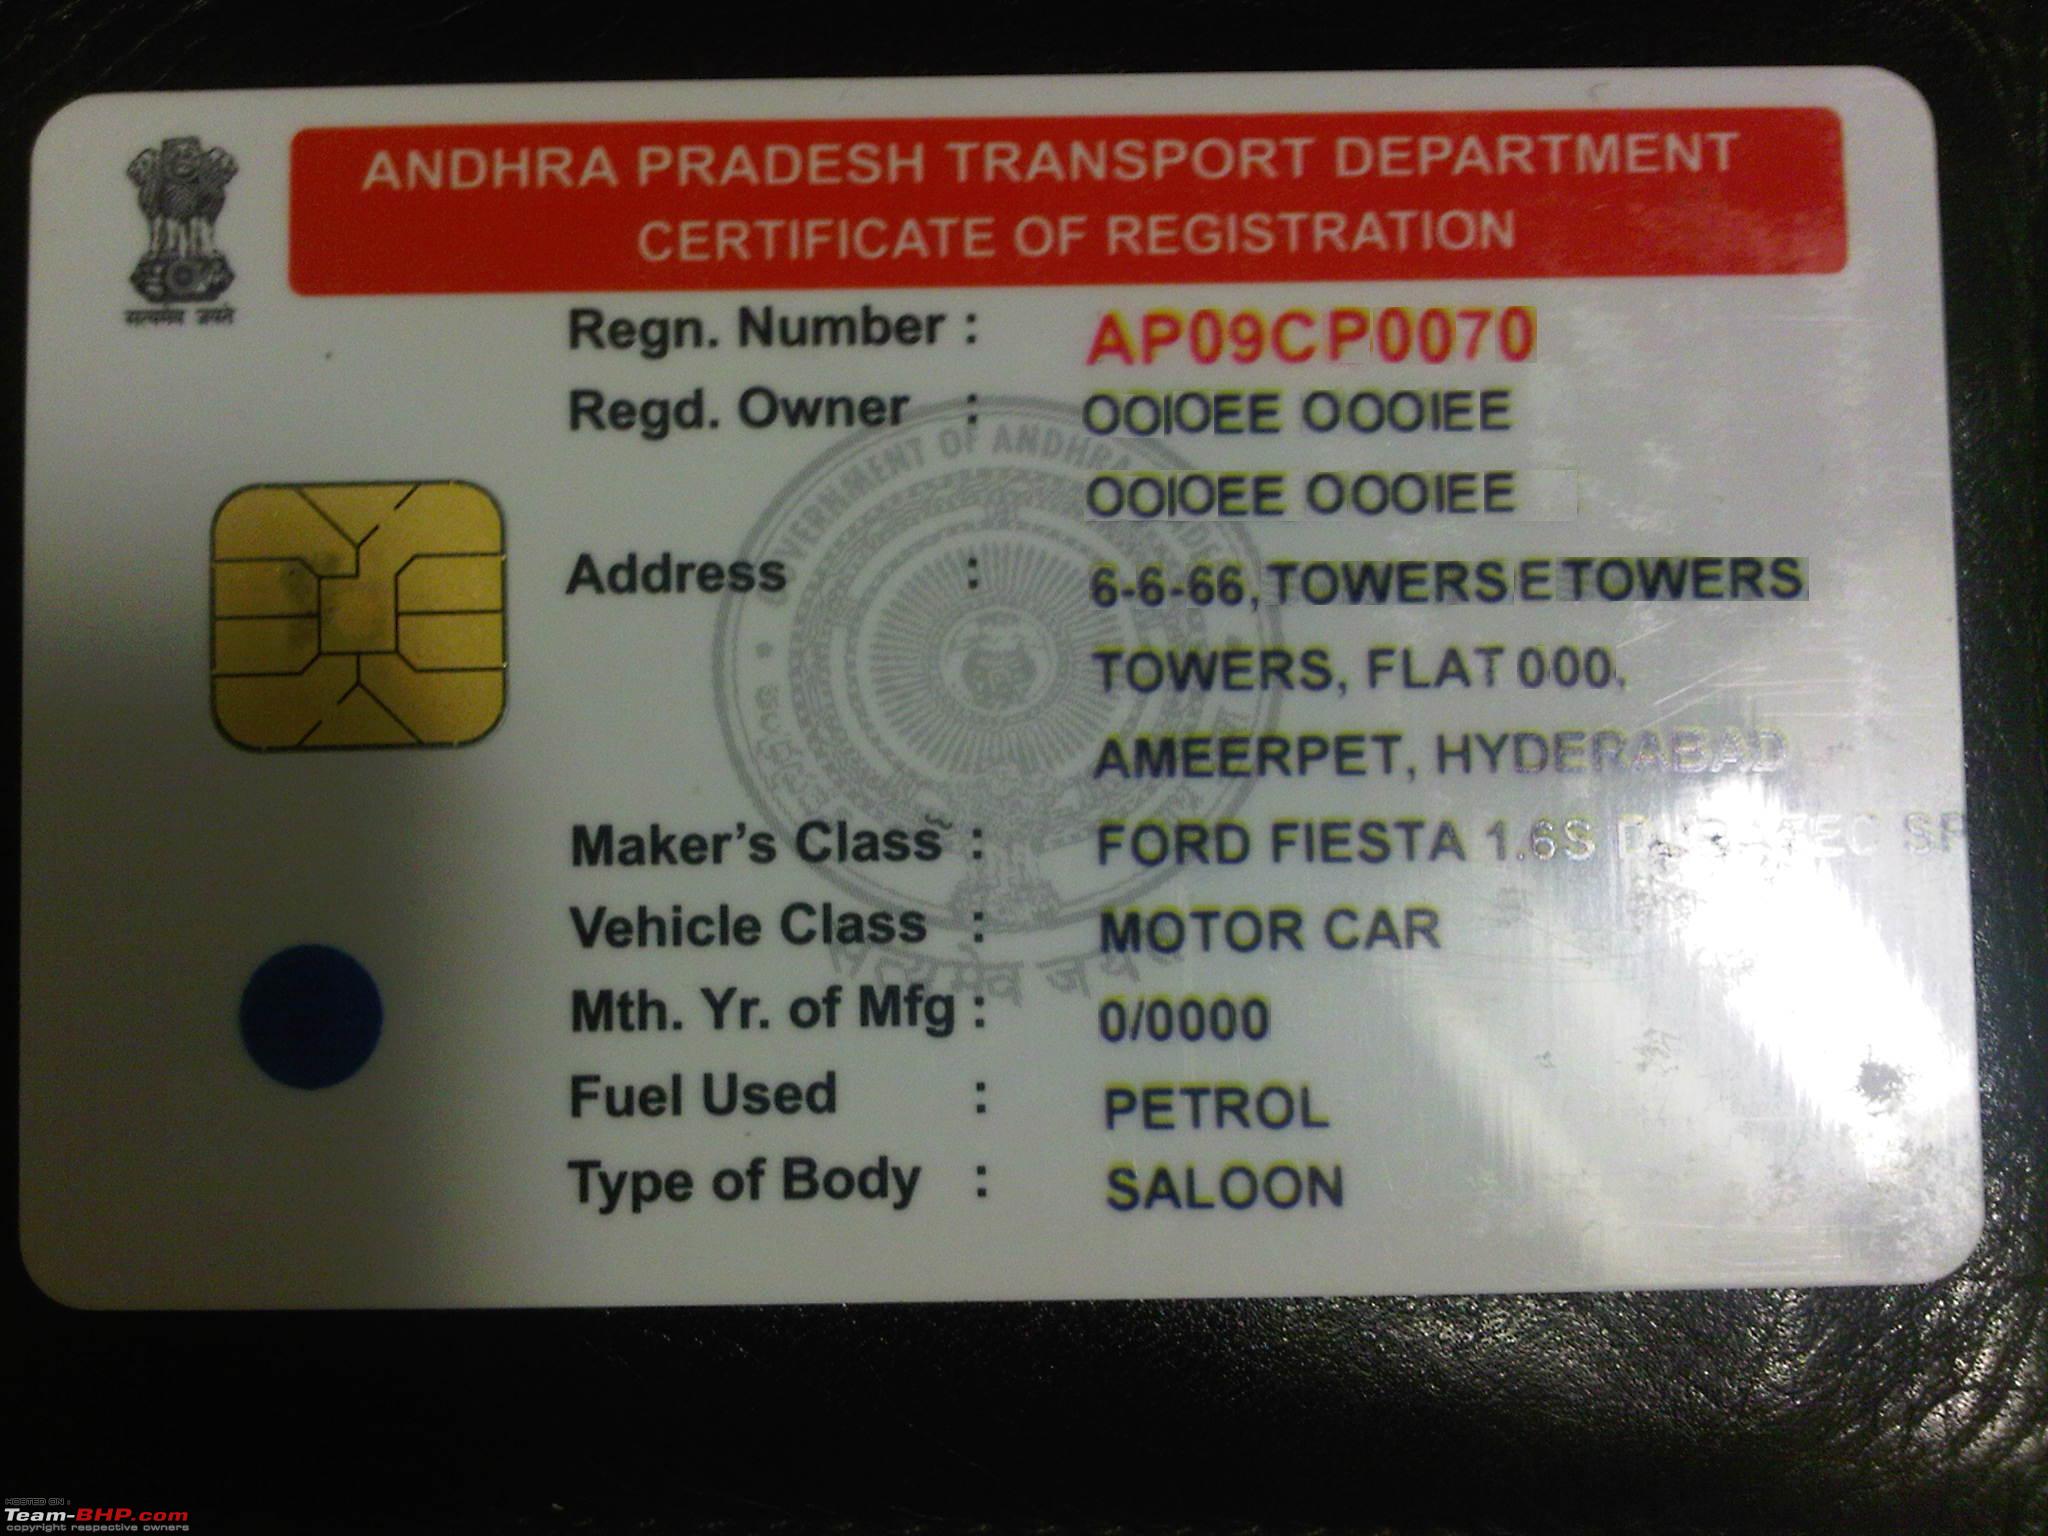 ANDHRA PRADESH TRANSPORT DEPARTMENT
CERTIFICATE OF REGISTRATION
सत्यमेव जयते
Regn. Number : AP09CP0070
Regd. Owner : OOIOEE OOOIEE
OOIOEE OOOIEE
Address : 6-6-66, TOWERS E TOWERS
TOWERS, FLAT 000,
AMEERPET, HYDERABAD
Maker's Class : FORD FIESTA 1.6S DURATEC SP
Vehicle Class : MOTOR CAR
Mth. Yr. of Mfg : 0/0000
Fuel Used : PETROL
Type of Body : SALOON
GOVERNMENT OF ANDHRA PRADESH
सत्यमेव जयते
HOSTED ON :
Team-BHP.com
copyright respective owners